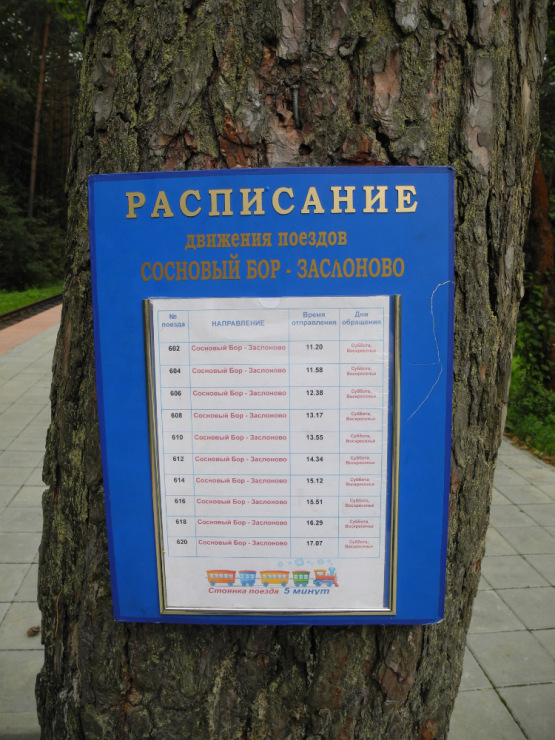 РАСПИСАНИЕ
движения поездов
СОСНОВЫЙ БОР - ЗАСЛОНОВО
№ поезда НАПРАВЛЕНИЕ Время отправления Дни обращения
602 Сосновый Бор - Заслоново 11.20 Суббота, Воскресенье
604 Сосновый Бор - Заслоново 11.58 Суббота, Воскресенье
606 Сосновый Бор - Заслоново 12.38 Суббота, Воскресенье
608 Сосновый Бор - Заслоново 13.17 Суббота, Воскресенье
610 Сосновый Бор - Заслоново 13.55 Суббота, Воскресенье
612 Сосновый Бор - Заслоново 14.34 Суббота, Воскресенье
614 Сосновый Бор - Заслоново 15.12 Суббота, Воскресенье
616 Сосновый Бор - Заслоново 15.51 Суббота, Воскресенье
618 Сосновый Бор - Заслоново 16.29 Суббота, Воскресенье
620 Сосновый Бор - Заслоново 17.07 Суббота, Воскресенье
Стоянка поезда 5 минут